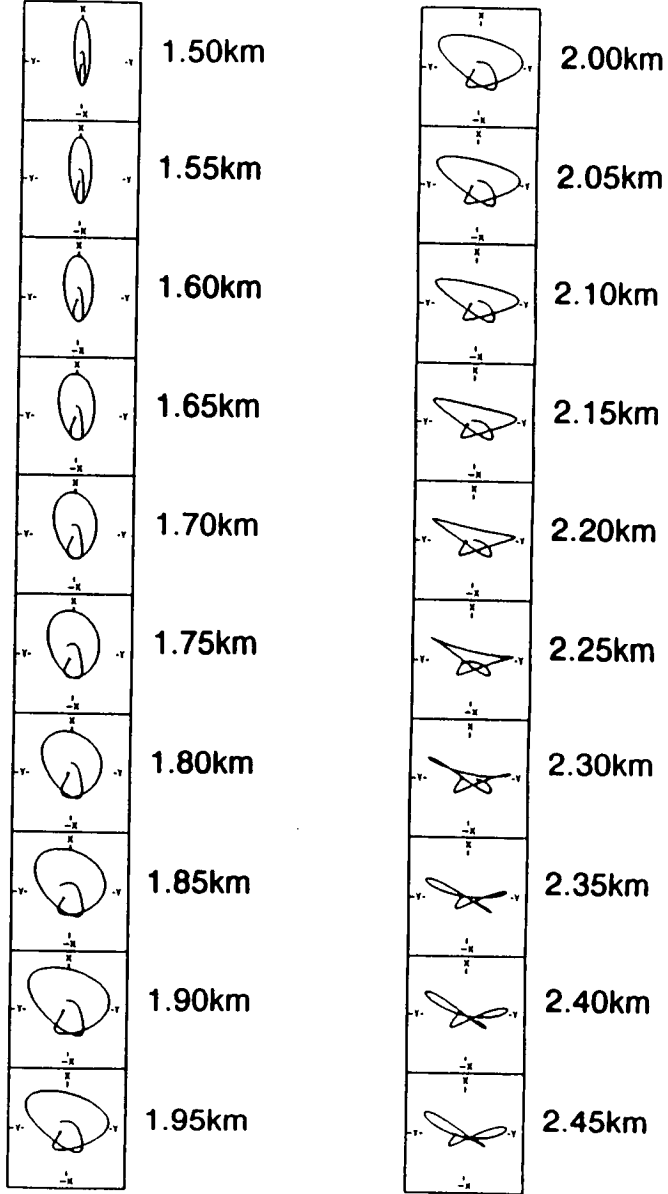 X
Y- -Y 1.50km
-X
X
Y- -Y 1.55km
-X
X
Y- -Y 1.60km
-X
X
Y- -Y 1.65km
-X
X
Y- -Y 1.70km
-X
X
Y- -Y 1.75km
-X
X
Y- -Y 1.80km
-X
X
Y- -Y 1.85km
-X
X
Y- -Y 1.90km
-X
X
Y- -Y 1.95km
-X
X
Y- -Y 2.00km
-X
X
Y- -Y 2.05km
-X
X
Y- -Y 2.10km
-X
X
Y- -Y 2.15km
-X
X
Y- -Y 2.20km
-X
X
Y- -Y 2.25km
-X
X
Y- -Y 2.30km
-X
X
Y- -Y 2.35km
-X
X
Y- -Y 2.40km
-X
X
Y- -Y 2.45km
-X